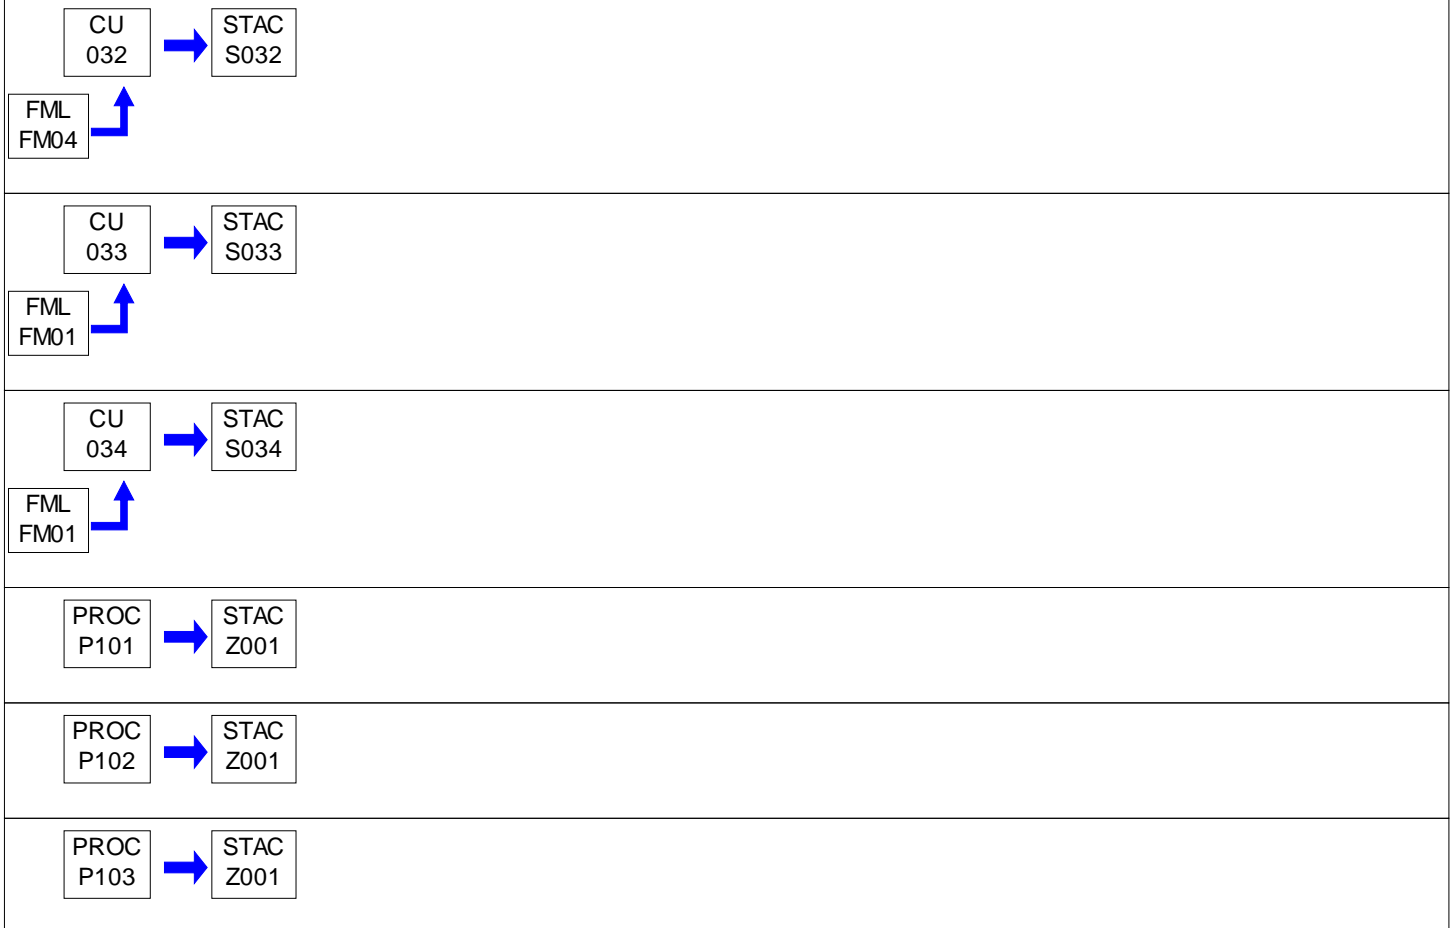 CU
032
STAC
S032
FML
FM04
CU
033
STAC
S033
FML
FM01
CU
034
STAC
S034
FML
FM01
PROC
P101
STAC
Z001
PROC
P102
STAC
Z001
PROC
P103
STAC
Z001